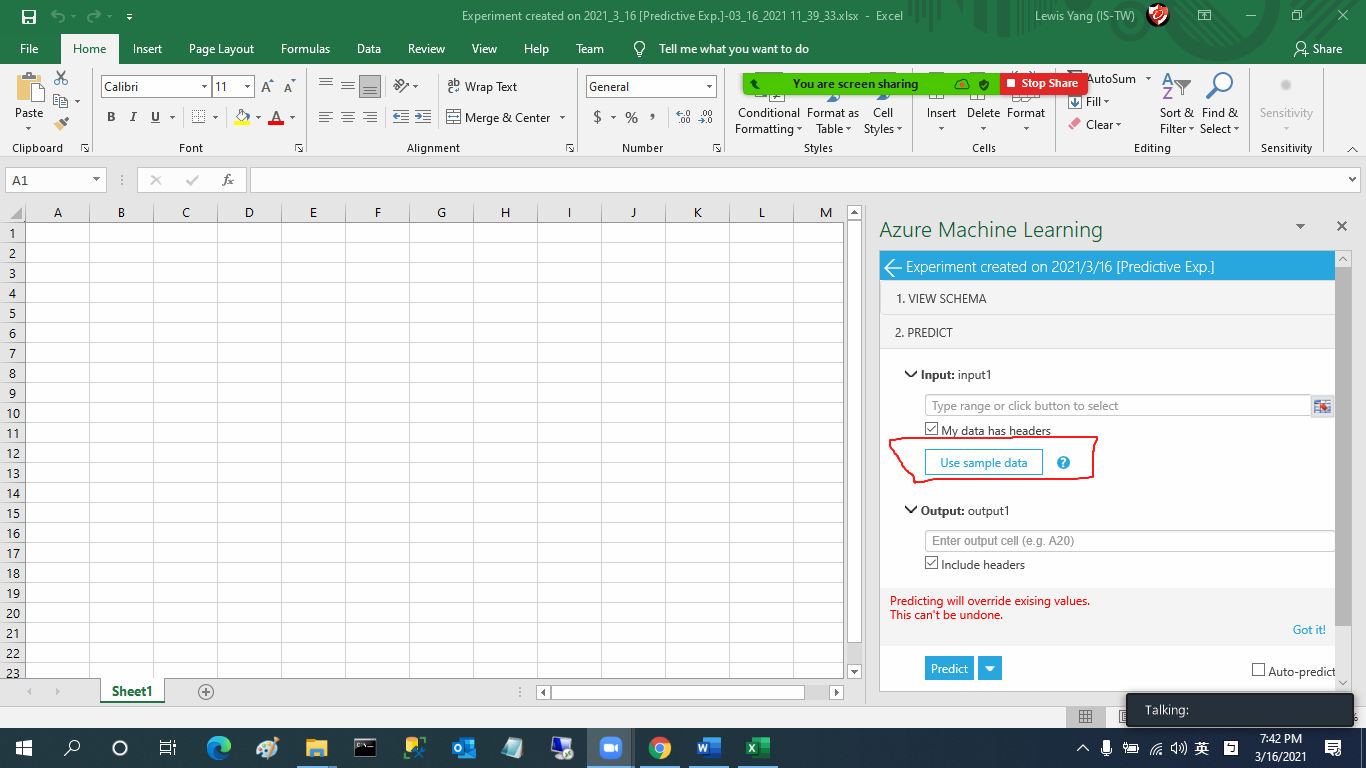 Experiment created on 2021_3_16 [Predictive Exp.]-03_16_2021 11_39_33.xlsx - Excel
Lewis Yang (IS-TW)
File Home Insert Page Layout Formulas Data Review View Help Team Tell me what you want to do Share
You are screen sharing Stop Share
AutoSum
Calibri 11 Wrap Text General
Fill
Paste
B I U A Merge & Center $ % Conditional Formatting Format as Table Cell Styles Insert Delete Format Clear Sort & Filter Find & Select Sensitivity
Clipboard Font Alignment Number Styles Cells Editing Sensitivity
A1 fx
A B C D E F G H I J K L M
1
2
3
4
5
6
7
8
9
10
11
12
13
14
15
16
17
18
19
20
21
22
23
Azure Machine Learning
Experiment created on 2021/3/16 [Predictive Exp.]
1. VIEW SCHEMA
2. PREDICT
Input: input1
Type range or click button to select
My data has headers
Use sample data ?
Output: output1
Enter output cell (e.g. A20)
Include headers
Predicting will override exising values.
This can't be undone.
Got it!
Predict Auto-predict
Sheet1
Talking:
英
7:42 PM
3/16/2021